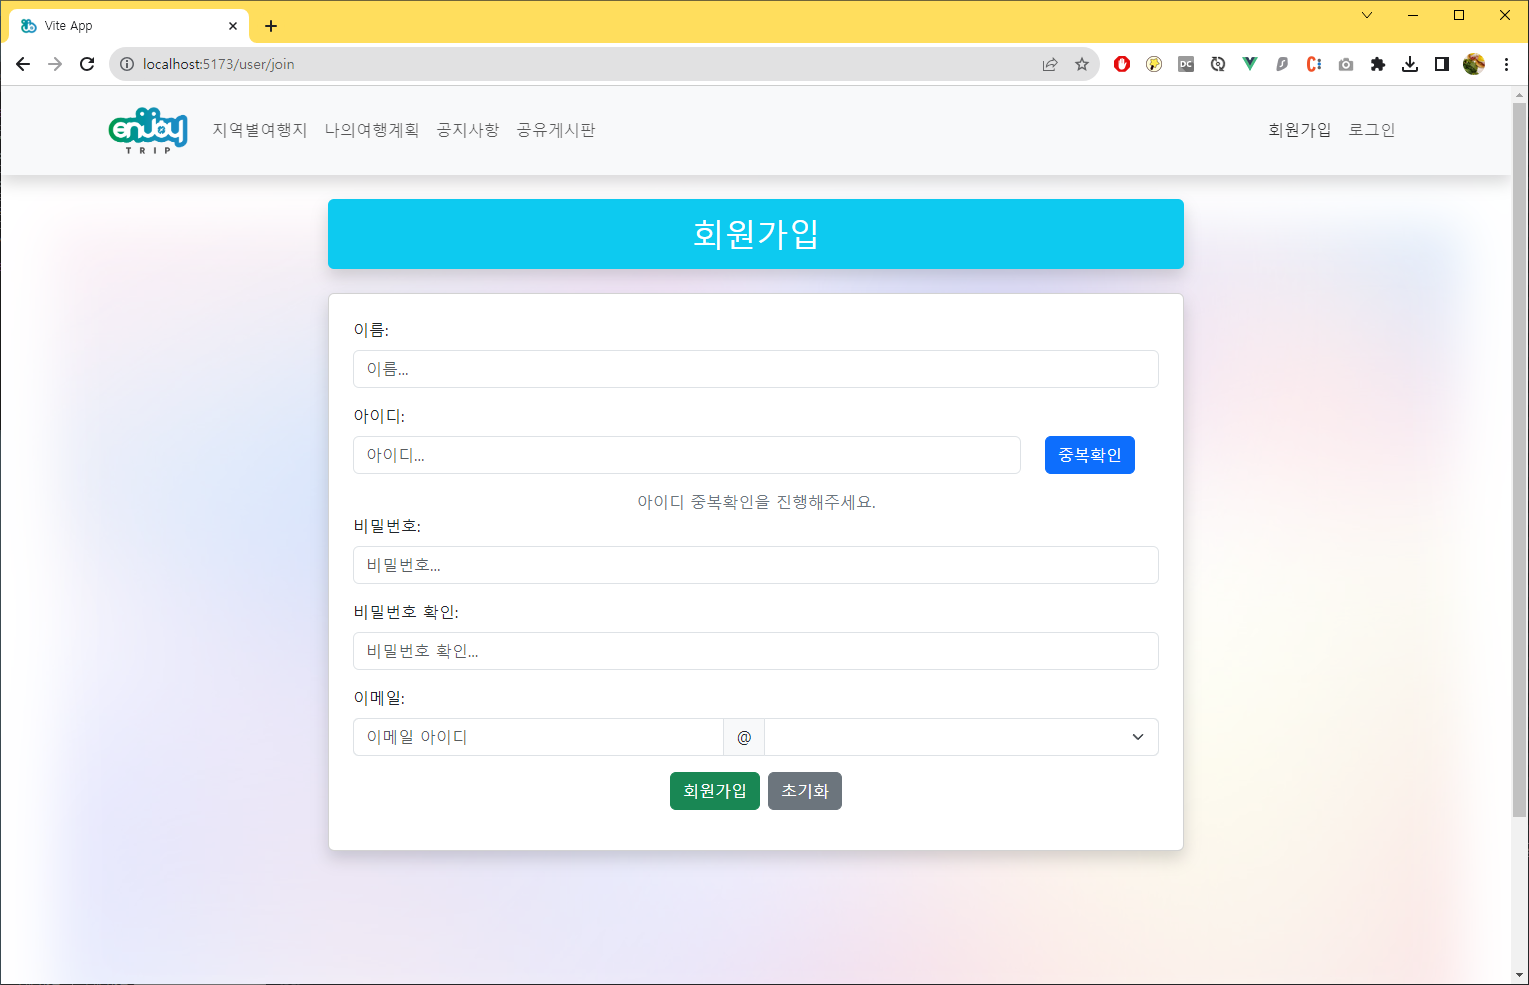 Vite App
localhost:5173/user/join
enjoy
TRIP
지역별여행지 나의여행계획 공지사항 공유게시판 회원가입 로그인
회원가입
이름:
이름...
아이디:
아이디... 중복확인
아이디 중복확인을 진행해주세요.
비밀번호:
비밀번호...
비밀번호 확인:
비밀번호 확인...
이메일:
이메일 아이디 @
회원가입 초기화